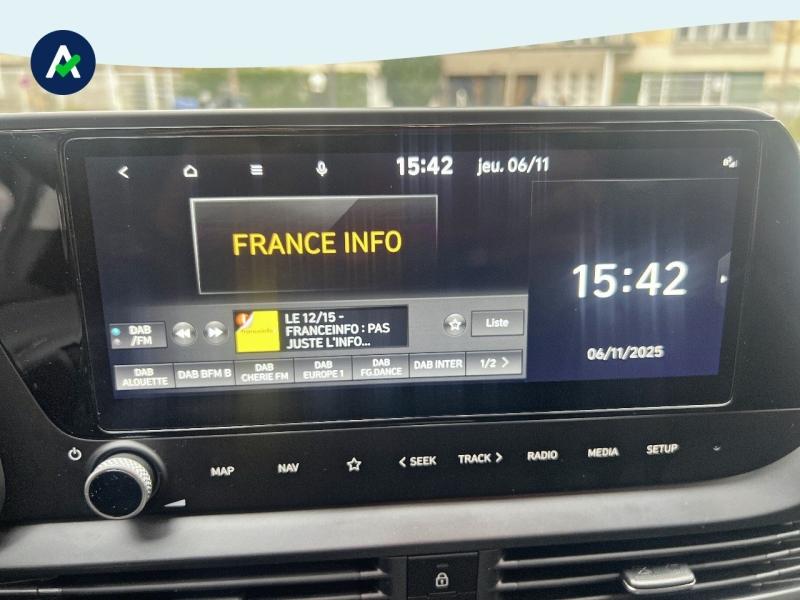 15:42 jeu. 06/11
FRANCE INFO
15:42
06/11/2025
DAB
/FM
LE 12/15 -
FRANCEINFO : PAS
JUSTE L'INFO...
Liste
DAB
ALOUETTE
DAB BFM B
DAB
CHERIE FM
DAB
EUROPE 1
DAB
FG.DANCE
DAB INTER
1/2 >
MAP NAV < SEEK TRACK > RADIO MEDIA SETUP